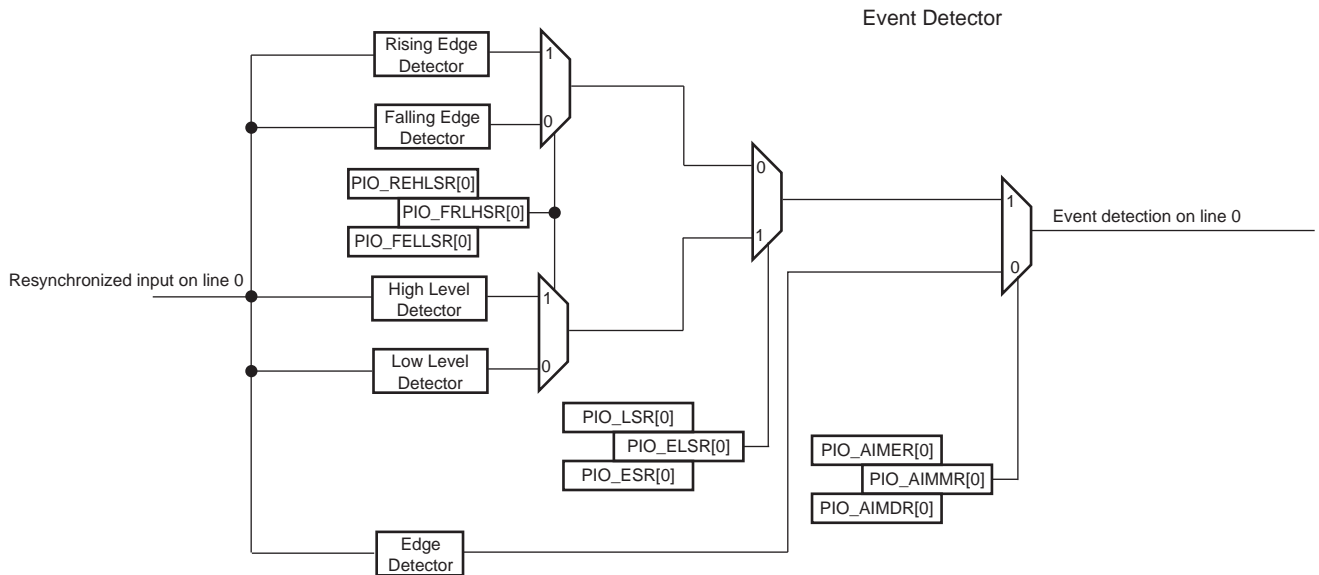 Event Detector
Rising Edge
Detector
1
Falling Edge
Detector
0
PIO_REHLSR[0]
PIO_FRLHSR[0]
PIO_FELLSR[0]
0
1
1
Event detection on line 0
0
Resynchronized input on line 0
High Level
Detector
1
Low Level
Detector
0
PIO_LSR[0]
PIO_ELSR[0]
PIO_ESR[0]
PIO_AIMER[0]
PIO_AIMMR[0]
PIO_AIMDR[0]
Edge
Detector